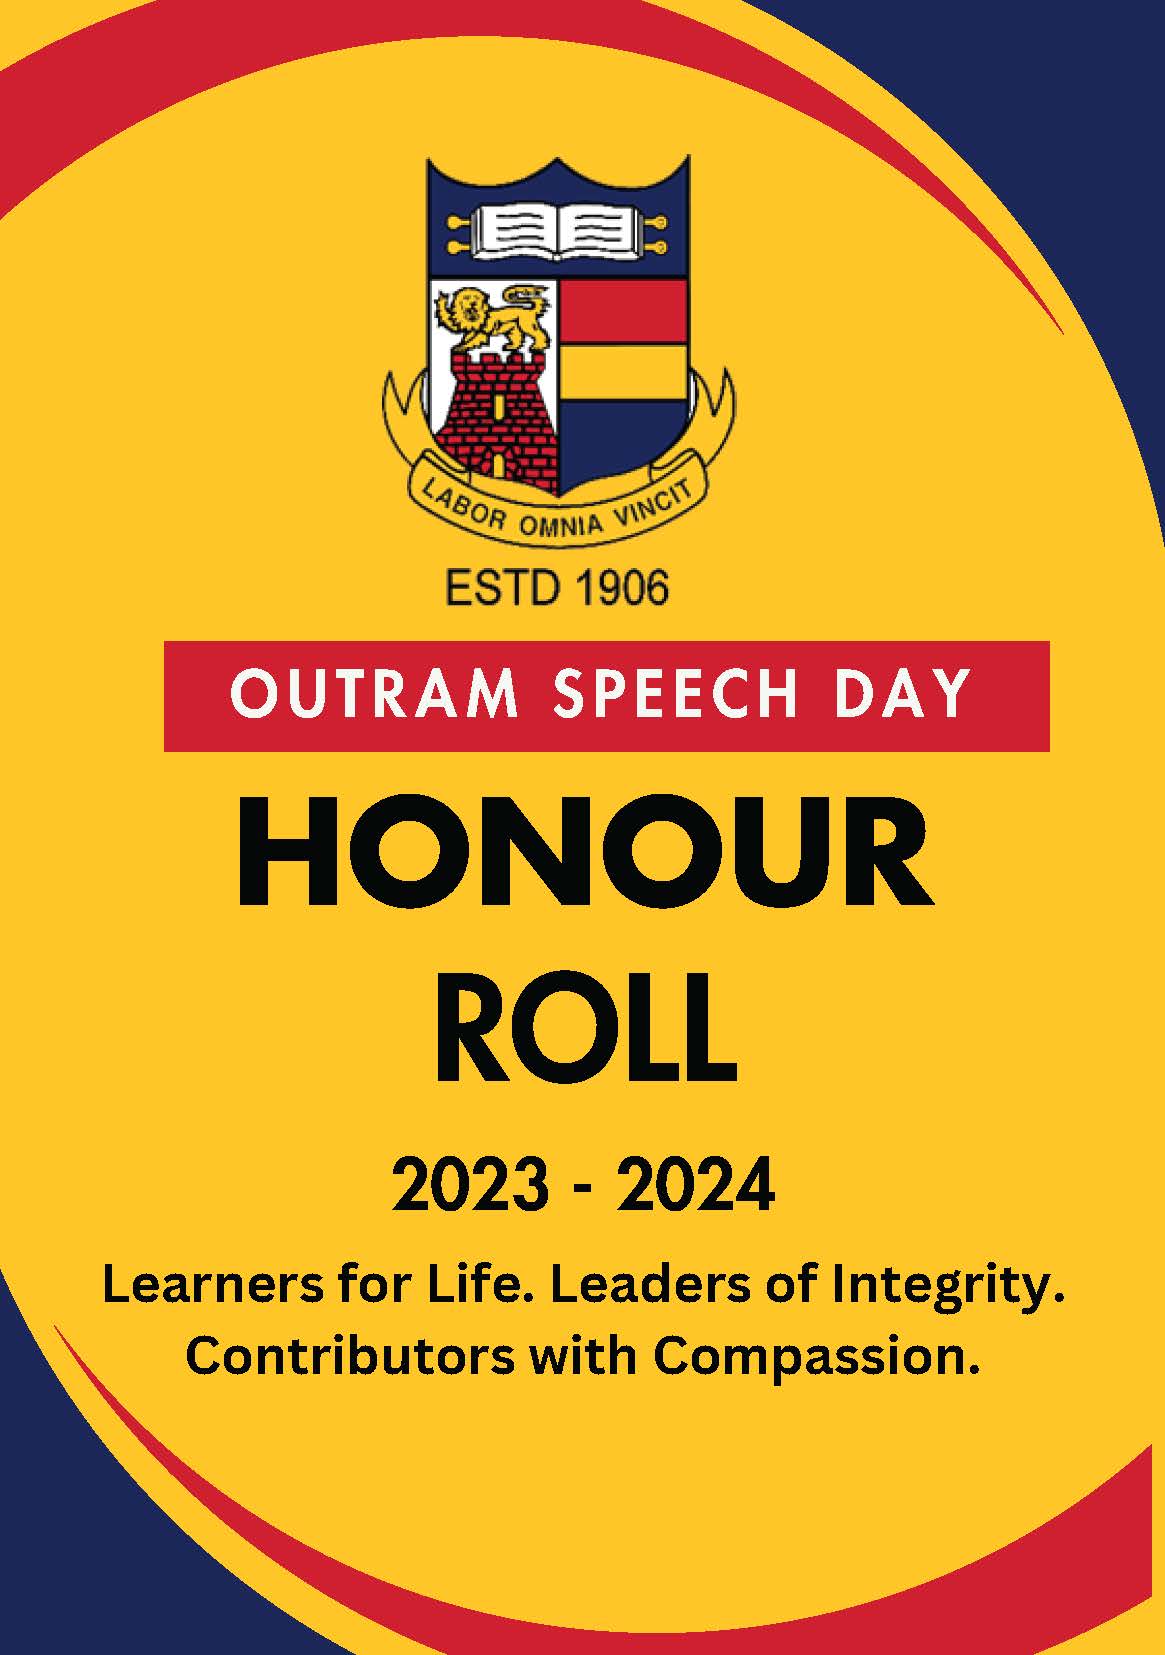 LABOR OMNIA VINCIT
ESTD 1906
OUTRAM SPEECH DAY
HONOUR
ROLL
2023 - 2024
Learners for Life. Leaders of Integrity.
Contributors with Compassion.